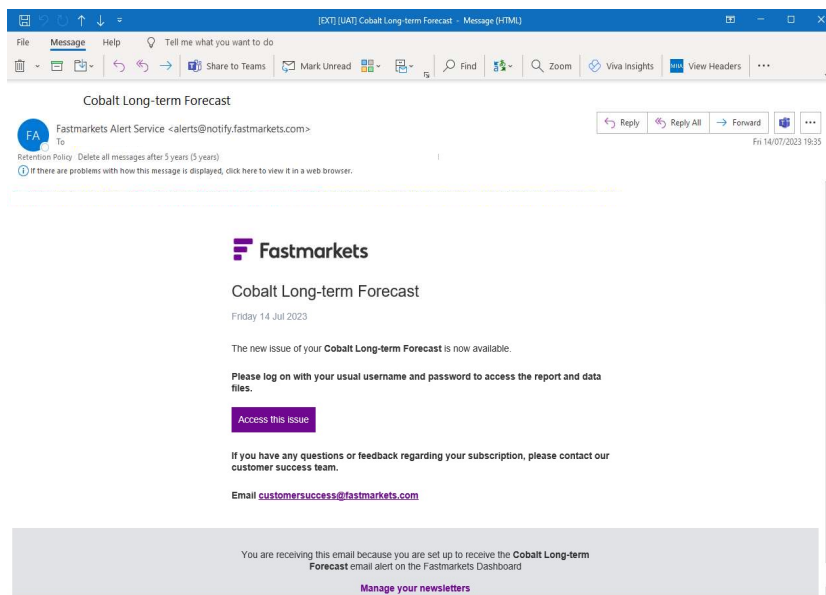 [EXT] [UAT] Cobalt Long-term Forecast - Message (HTML)
File Message Help Tell me what you want to do
Share to Teams Mark Unread Find Zoom Viva Insights MHA View Headers
Cobalt Long-term Forecast
FA
Fastmarkets Alert Service <alerts@notify.fastmarkets.com>
To
Reply Reply All Forward
Fri 14/07/2023 19:35
Retention Policy Delete all messages after 5 years (5 years)
If there are problems with how this message is displayed, click here to view it in a web browser.
Fastmarkets
Cobalt Long-term Forecast
Friday 14 Jul 2023
The new issue of your Cobalt Long-term Forecast is now available.
Please log on with your usual username and password to access the report and data
files.
Access this issue
If you have any questions or feedback regarding your subscription, please contact our
customer success team.
Email customersuccess@fastmarkets.com
You are receiving this email because you are set up to receive the Cobalt Long-term
Forecast email alert on the Fastmarkets Dashboard
Manage your newsletters